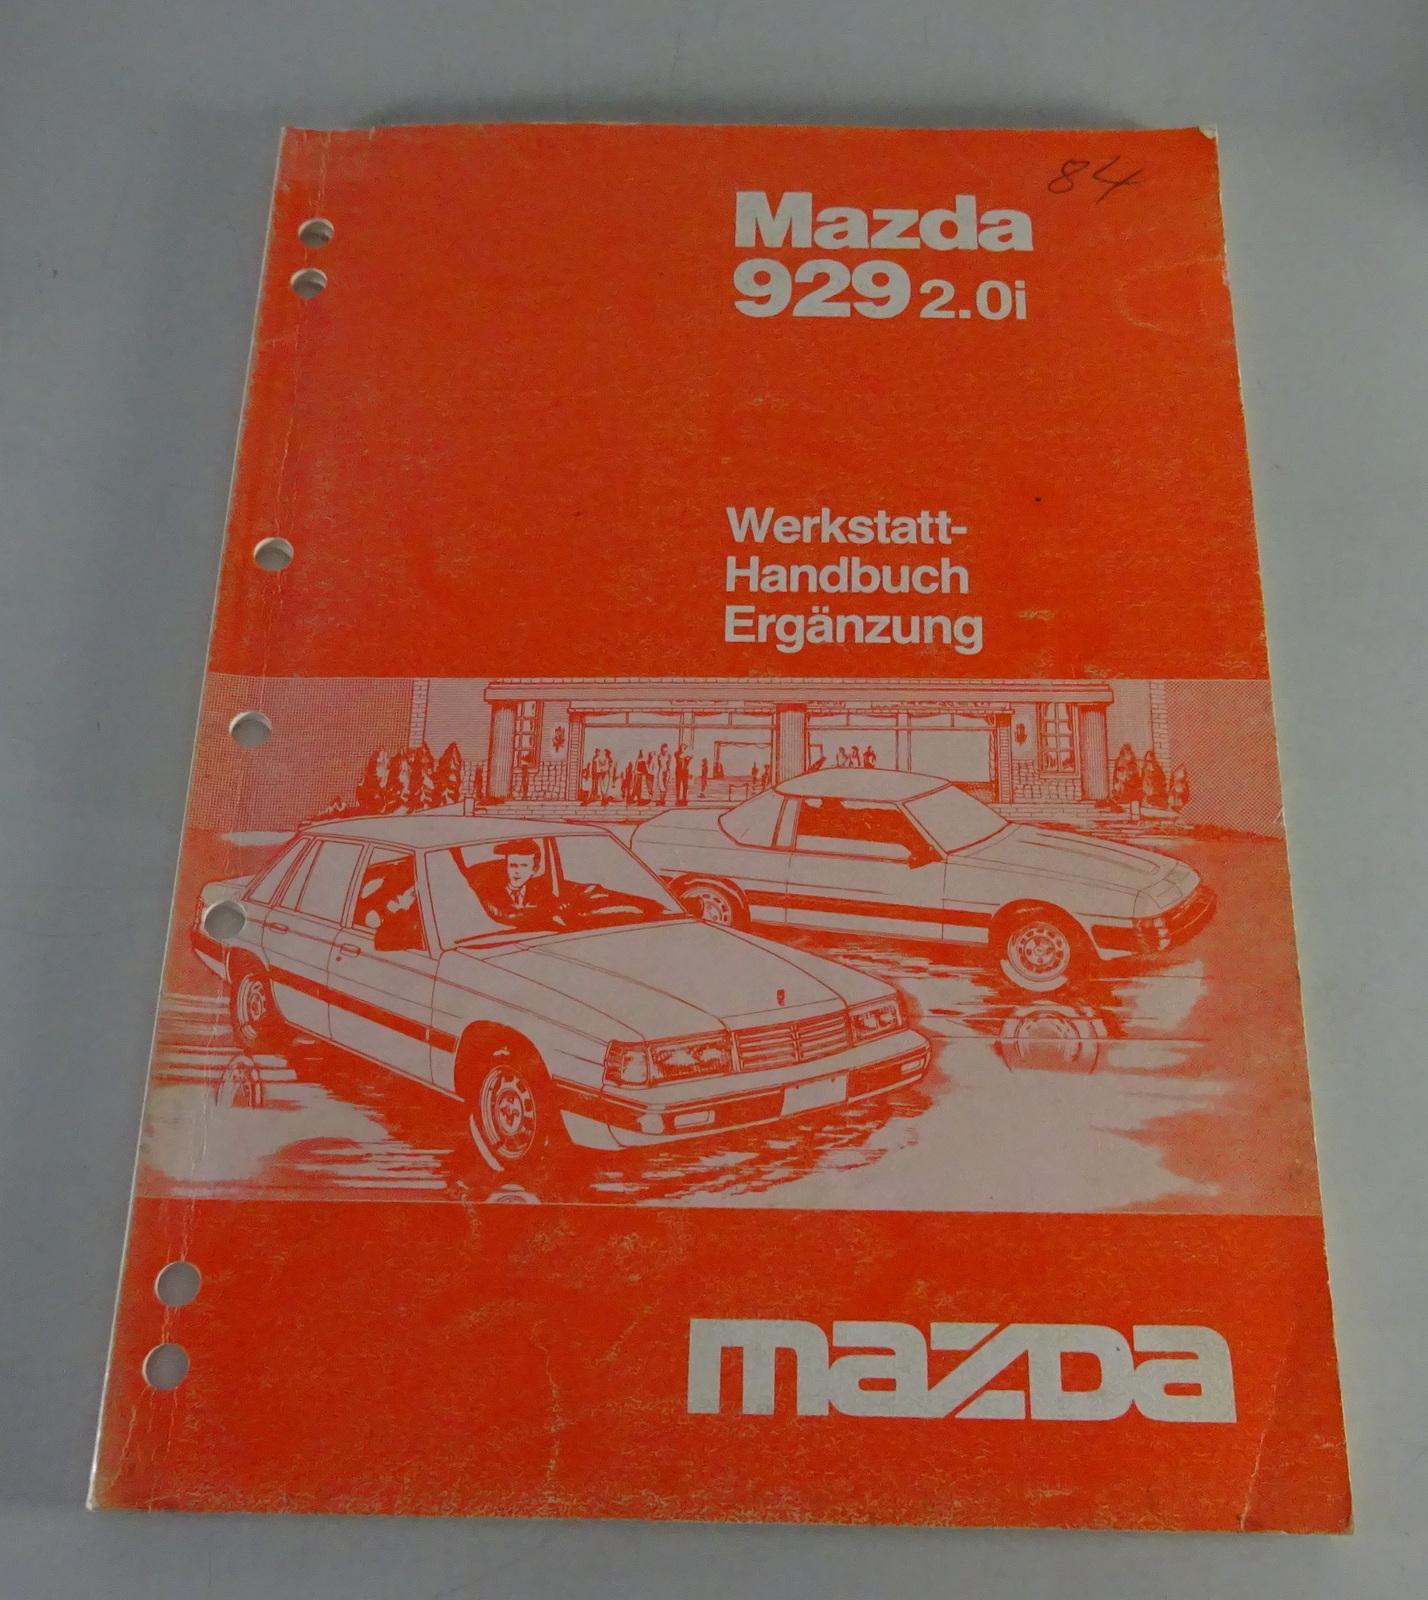 84
Mazda
929 2.0i
Werkstatt-
Handbuch
Ergänzung
mazDa